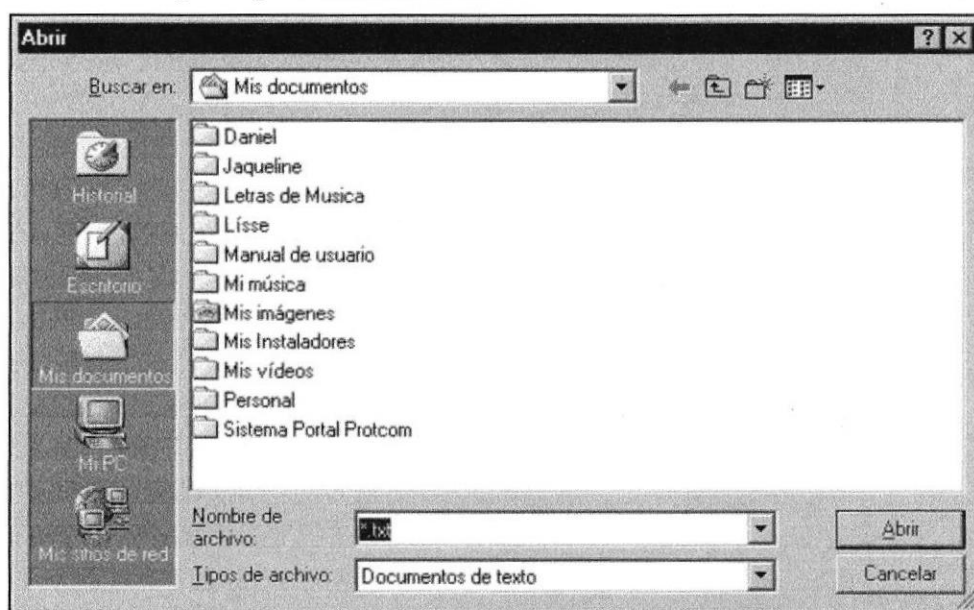 Abrir
Buscar en: Mis documentos
Historial
Escritorio
Mis documentos
Mi PC
Mis sitios de red
Daniel
Jaqueline
Letras de Musica
Lísse
Manual de usuario
Mi música
Mis imágenes
Mis Instaladores
Mis vídeos
Personal
Sistema Portal Protcom
Nombre de
archivo: *.txt Abrir
Tipos de archivo: Documentos de texto Cancelar